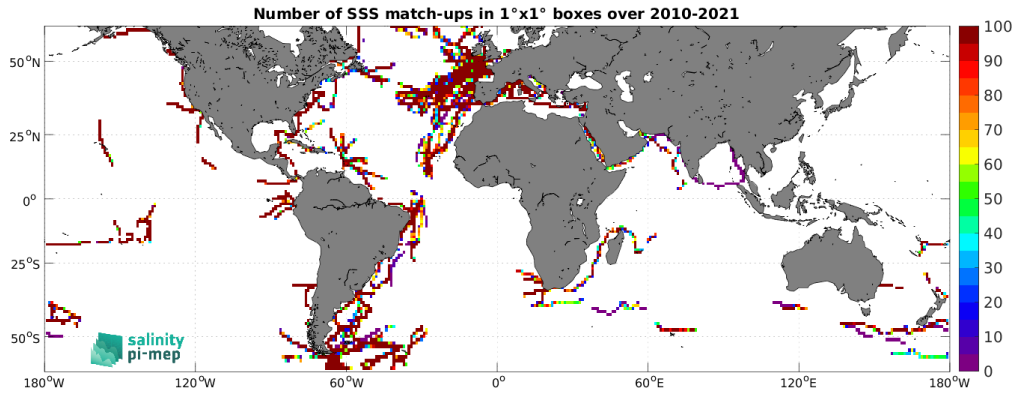 Number of SSS match-ups in 1°x1° boxes over 2010-2021
50°N
25°N
0°
25°S
50°S
180°W
120°W
60°W
0°
60°E
120°E
180°W
100
90
80
70
60
50
40
30
20
10
0
salinity
pi-mep